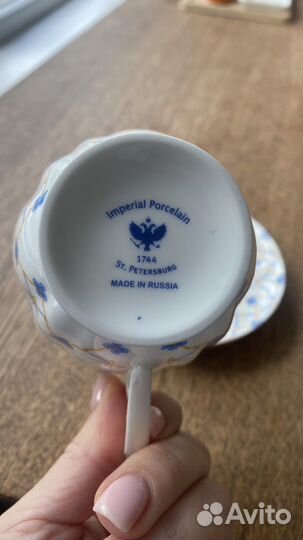 Imperial Porcelain
1744
ST. PETERSBURG
MADE IN RUSSIA
Avito